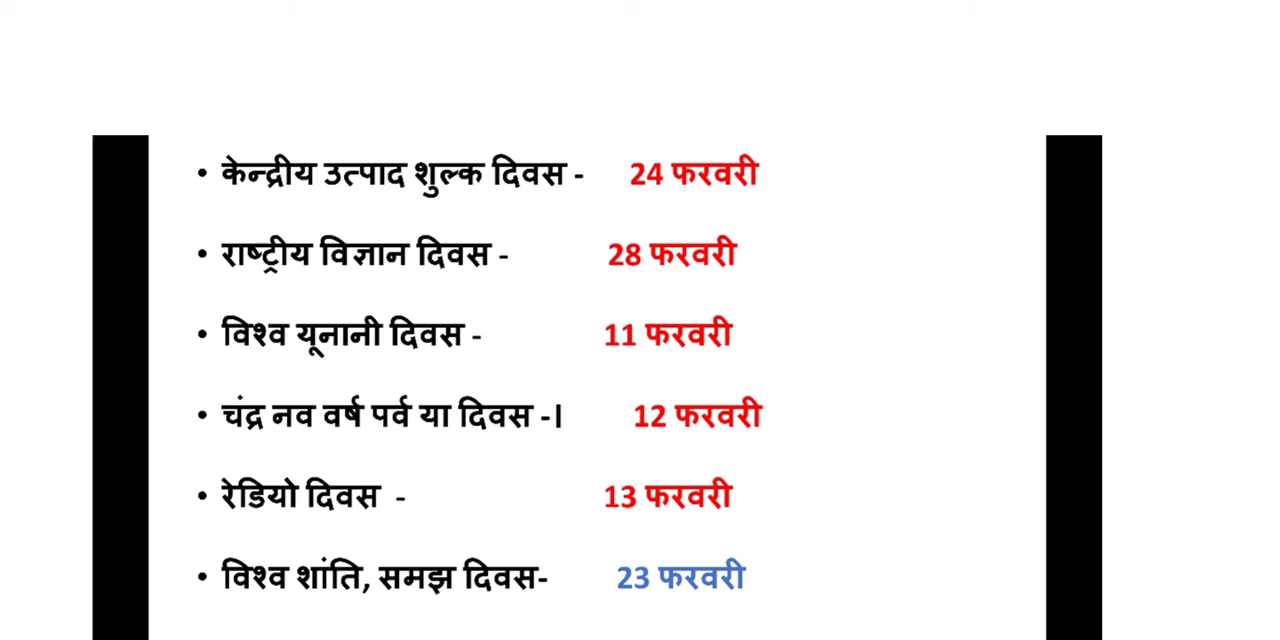 • केन्द्रीय उत्पाद शुल्क दिवस - 24 फरवरी
• राष्ट्रीय विज्ञान दिवस - 28 फरवरी
• विश्व यूनानी दिवस - 11 फरवरी
• चंद्र नव वर्ष पर्व या दिवस -। 12 फरवरी
• रेडियो दिवस - 13 फरवरी
• विश्व शांति, समझ दिवस- 23 फरवरी